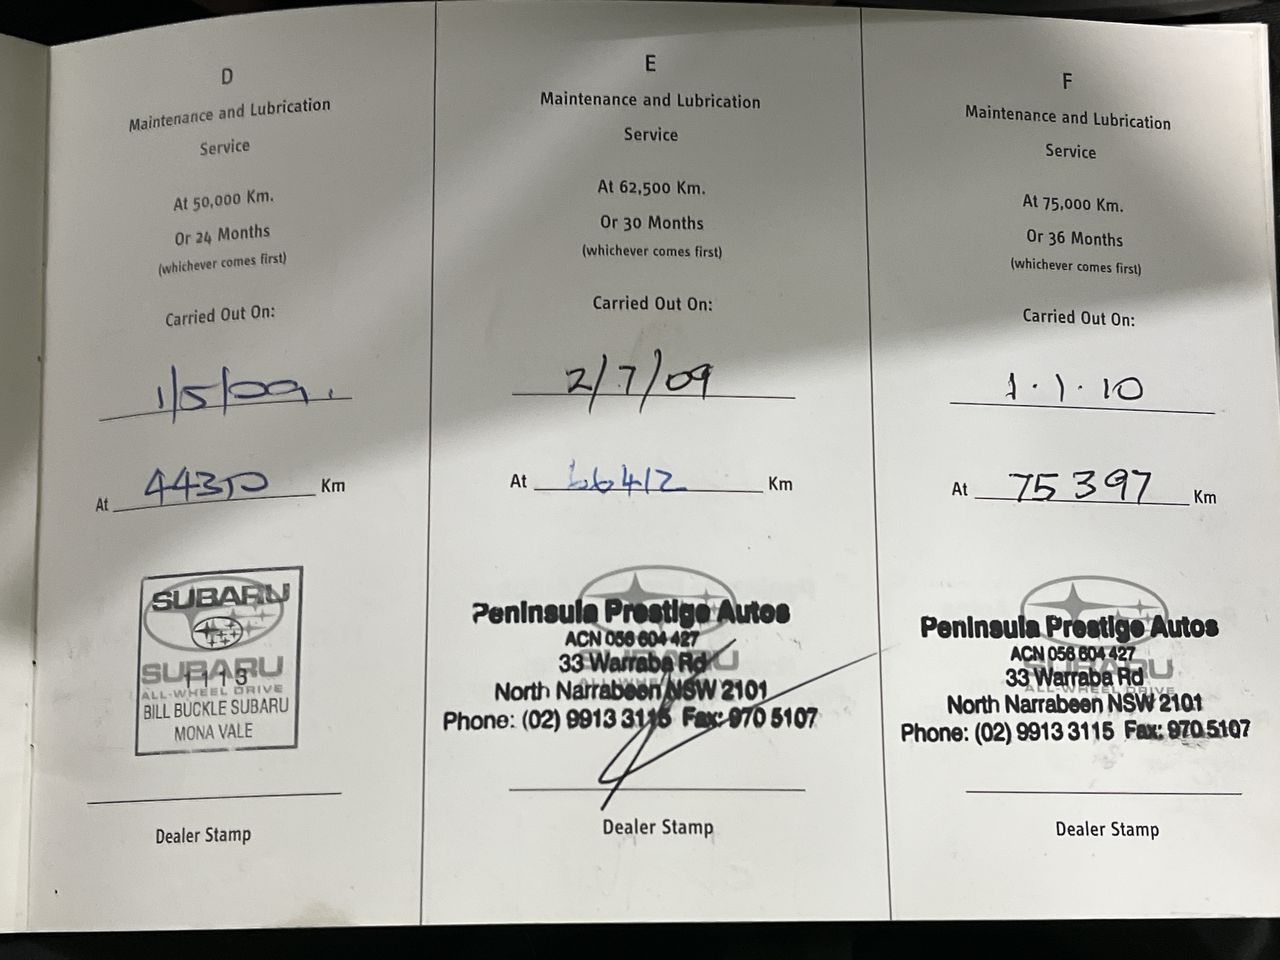 D
Maintenance and Lubrication
Service
At 50,000 Km.
Or 24 Months
(whichever comes first)
Carried Out On:
1/5/09.
At 44350 Km
SUBARU
SUBARU
1113
ALL-WHEEL DRIVE
BILL BUCKLE SUBARU
MONA VALE
Dealer Stamp
E
Maintenance and Lubrication
Service
At 62,500 Km.
Or 30 Months
(whichever comes first)
Carried Out On:
2/7/09
At 66412 Km
Peninsula Prestige Autos
ACN 056 604 427
33 Warraba Rd
North Narrabeen NSW 2101
Phone: (02) 9913 3115 Fax: 970 5107
Dealer Stamp
F
Maintenance and Lubrication
Service
At 75,000 Km.
Or 36 Months
(whichever comes first)
Carried Out On:
1.1.10
At 75397 Km
Peninsula Prestige Autos
ACN 056 604 427
33 Warraba Rd
North Narrabeen NSW 2101
Phone: (02) 9913 3115 Fax: 970 5107
Dealer Stamp